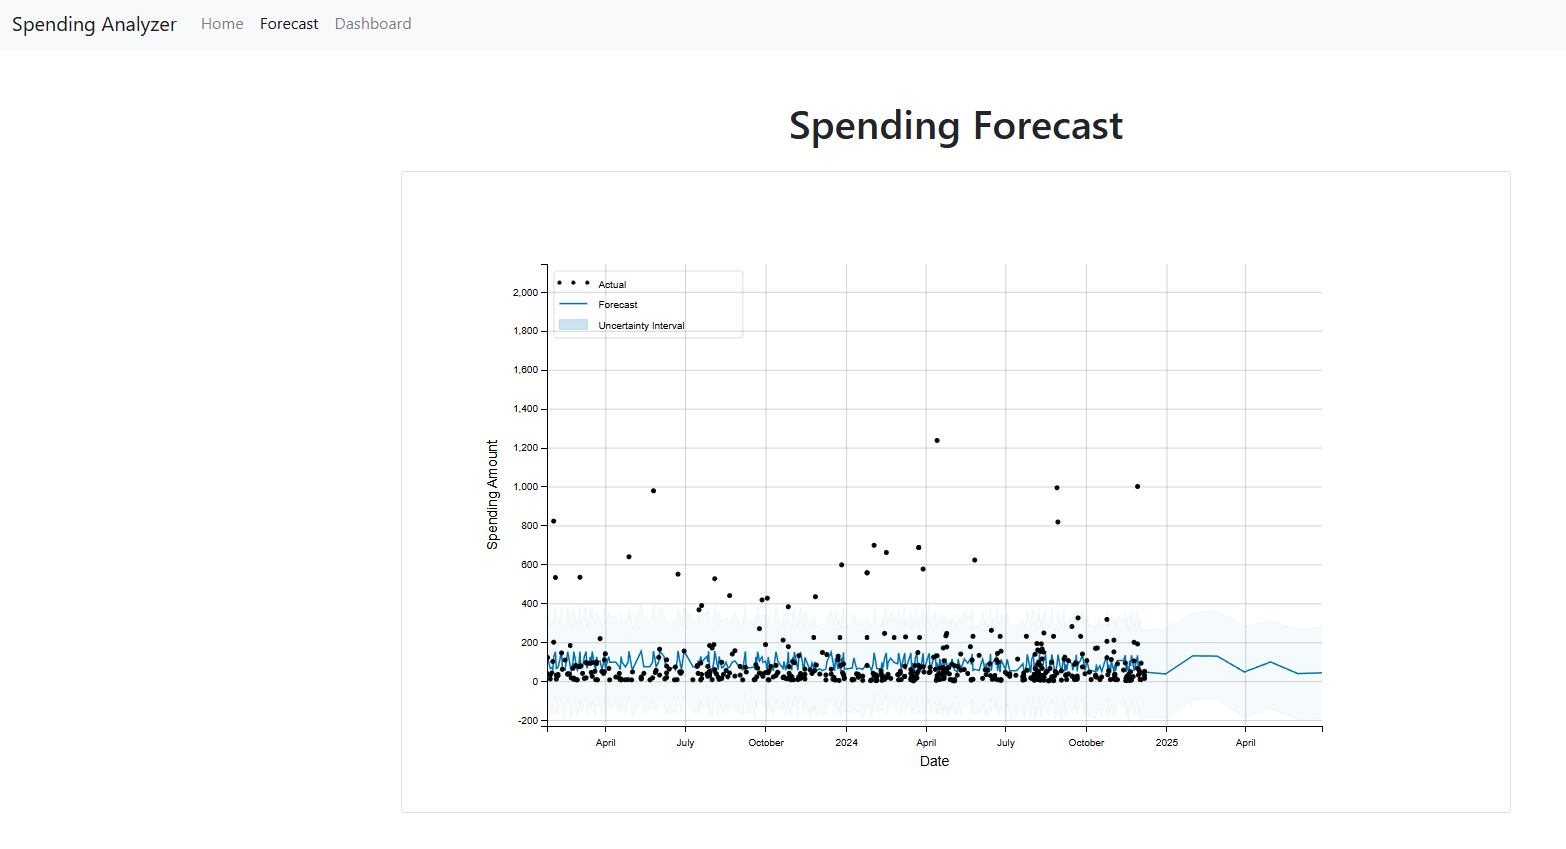 Spending Analyzer Home Forecast Dashboard
Spending Forecast
Actual
Forecast
Uncertainty Interval
2,000
1,800
1,600
1,400
1,200
1,000
800
600
400
200
0
-200
Spending Amount
April July October 2024 April July October 2025 April
Date